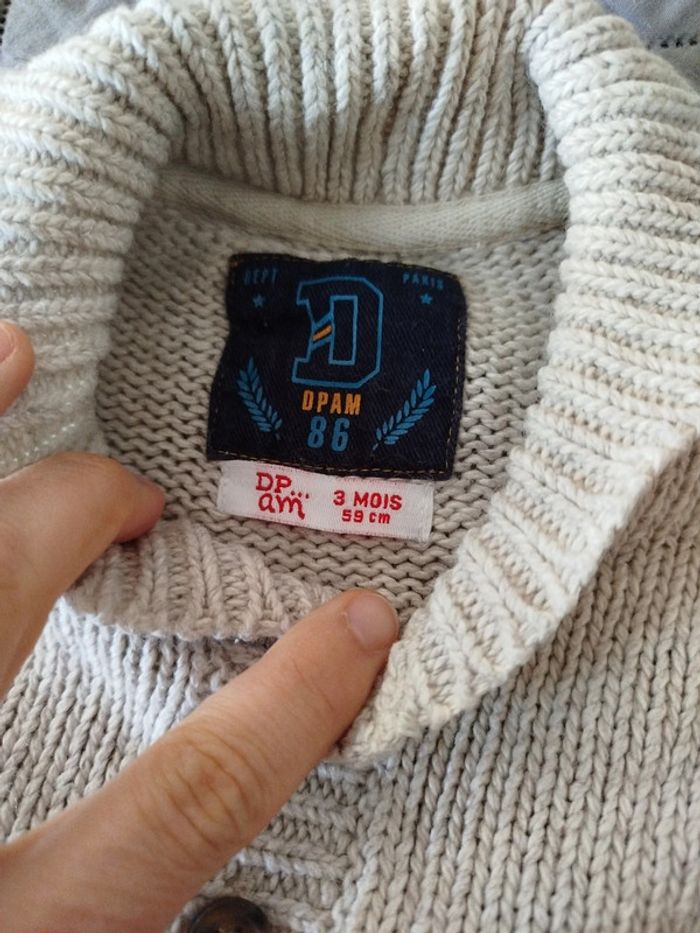 DEPT PARIS
D
DPAM
86
DP...
am
3 MOIS
59 cm